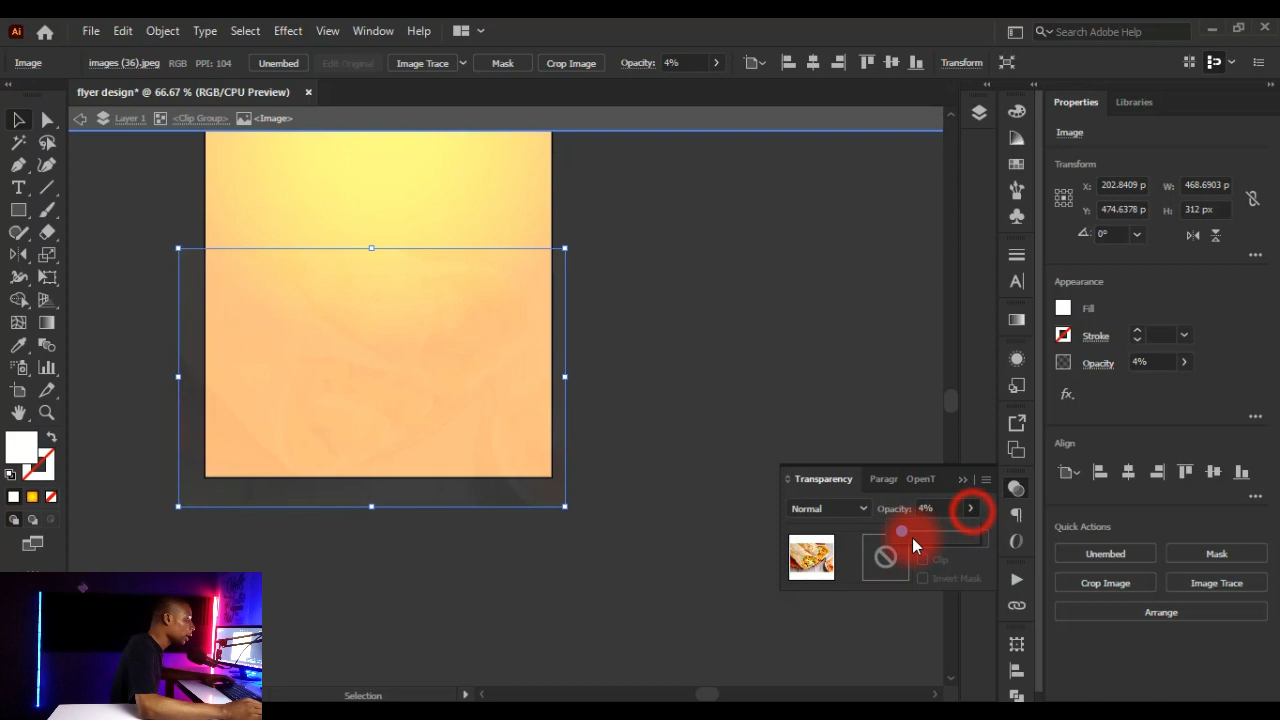 Ai
File Edit Object Type Select Effect View Window Help
Search Adobe Help
Image images (36).jpeg RGB PPI: 104 Unembed Edit Original Image Trace Mask Crop Image Opacity: 4% Transform
flyer design* @ 66.67 % (RGB/CPU Preview) ×
Layer 1 <Clip Group> <Image>
Properties Libraries
Image
Transform
X: 202.8409 p W: 468.6903 p
Y: 474.6378 p H: 312 px
0°
Appearance
Fill
Stroke
Opacity 4%
fx.
Align
Transparency Paragr OpenT
Normal Opacity: 4%
Clip
Invert Mask
Quick Actions
Unembed Mask
Crop Image Image Trace
Arrange
Selection